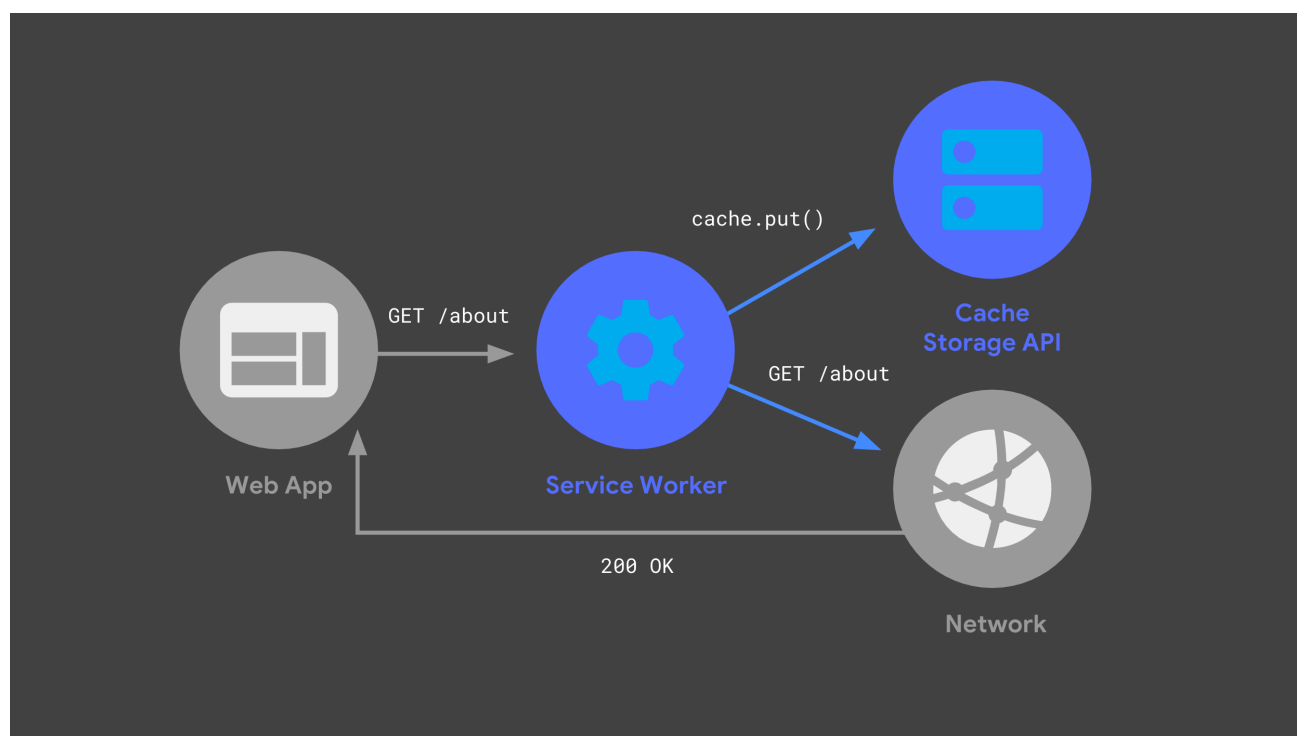 cache.put()
GET /about
Cache
Storage API
GET /about
Web App
Service Worker
200 OK
Network